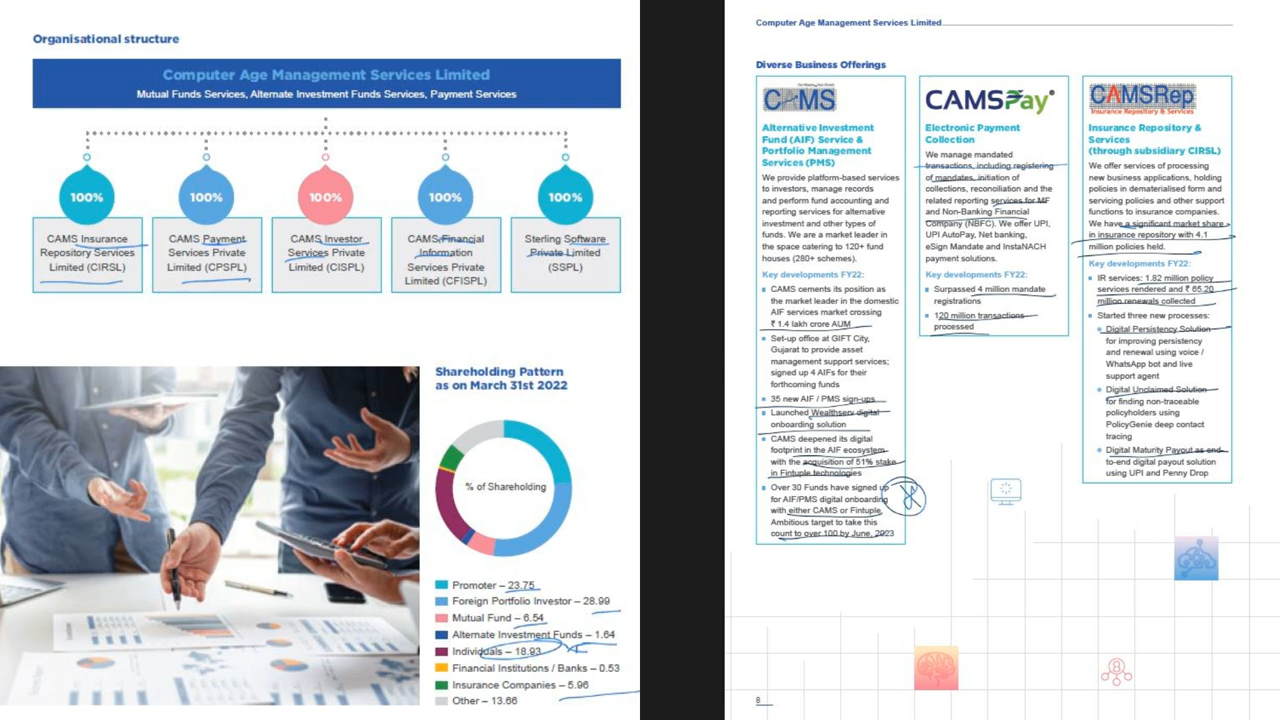 Organisational structure
Computer Age Management Services Limited
Mutual Funds Services, Alternate Investment Funds Services, Payment Services
100%
100%
100%
100%
100%
CAMS Insurance
Repository Services
Limited (CIRSL)
CAMS Payment
Services Private
Limited (CPSPL)
CAMS Investor
Services Private
Limited (CISPL)
CAMS Financial
Information
Services Private
Limited (CFISPL)
Sterling Software
Private Limited
(SSPL)
Shareholding Pattern
as on March 31st 2022
% of Shareholding
Promoter – 23.75
Foreign Portfolio Investor – 28.99
Mutual Fund – 6.54
Alternate Investment Funds – 1.64
Individuals – 18.93
Financial Institutions / Banks – 0.53
Insurance Companies – 5.96
Other – 13.66
Computer Age Management Services Limited
Diverse Business Offerings
CAMS
Alternative Investment
Fund (AIF) Service &
Portfolio Management
Services (PMS)
We provide platform-based services
to investors, manage records
and perform fund accounting and
reporting services for alternative
investment and other types of
funds. We are a market leader in
the space catering to 120+ fund
houses (280+ schemes).
Key developments FY22:
CAMS cements its position as
the market leader in the domestic
AIF services market crossing
₹ 1.4 lakh crore AUM
Set-up office at GIFT City,
Gujarat to provide asset
management support services;
signed up 4 AIFs for their
forthcoming funds
35 new AIF / PMS sign-ups
Launched Wealthserv digital
onboarding solution
CAMS deepened its digital
footprint in the AIF ecosystem
with the acquisition of 51% stake
in Fintuple technologies
Over 30 Funds have signed up
for AIF/PMS digital onboarding
with either CAMS or Fintuple.
Ambitious target to take this
count to over 100 by June, 2023
CAMSPay
Electronic Payment
Collection
We manage mandated
transactions, including registering
of mandates, initiation of
collections, reconciliation and the
related reporting services for MF
and Non-Banking Financial
Company (NBFC). We offer UPI,
UPI AutoPay, Net banking,
eSign Mandate and InstaNACH
payment solutions.
Key developments FY22:
Surpassed 4 million mandate
registrations
120 million transactions
processed
CAMSRep
Insurance Repository & Services
Insurance Repository &
Services
(through subsidiary CIRSL)
We offer services of processing
new business applications, holding
policies in dematerialised form and
servicing policies and other support
functions to insurance companies.
We have a significant market share
in insurance repository with 4.1
million policies held.
Key developments FY22:
IR services: 1.82 million policy
services rendered and ₹ 65.20
million renewals collected
Started three new processes:
Digital Persistency Solution
for improving persistency
and renewal using voice /
WhatsApp bot and live
support agent
Digital Unclaimed Solution
for finding non-traceable
policyholders using
PolicyGenie deep contact
tracing
Digital Maturity Payout as end-
to-end digital payout solution
using UPI and Penny Drop
8